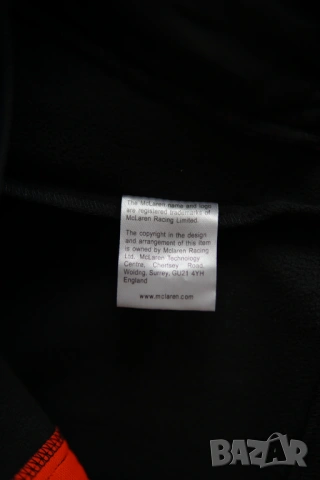 The McLaren name and logo
are registered trademarks of
McLaren Racing Limited.
The copyright in the design
and arrangement of this item
is owned by McLaren Racing
Ltd. McLaren Technology
Centre, Chertsey Road,
Woking, Surrey, GU21 4YH
England
www.mclaren.com
BAZAR